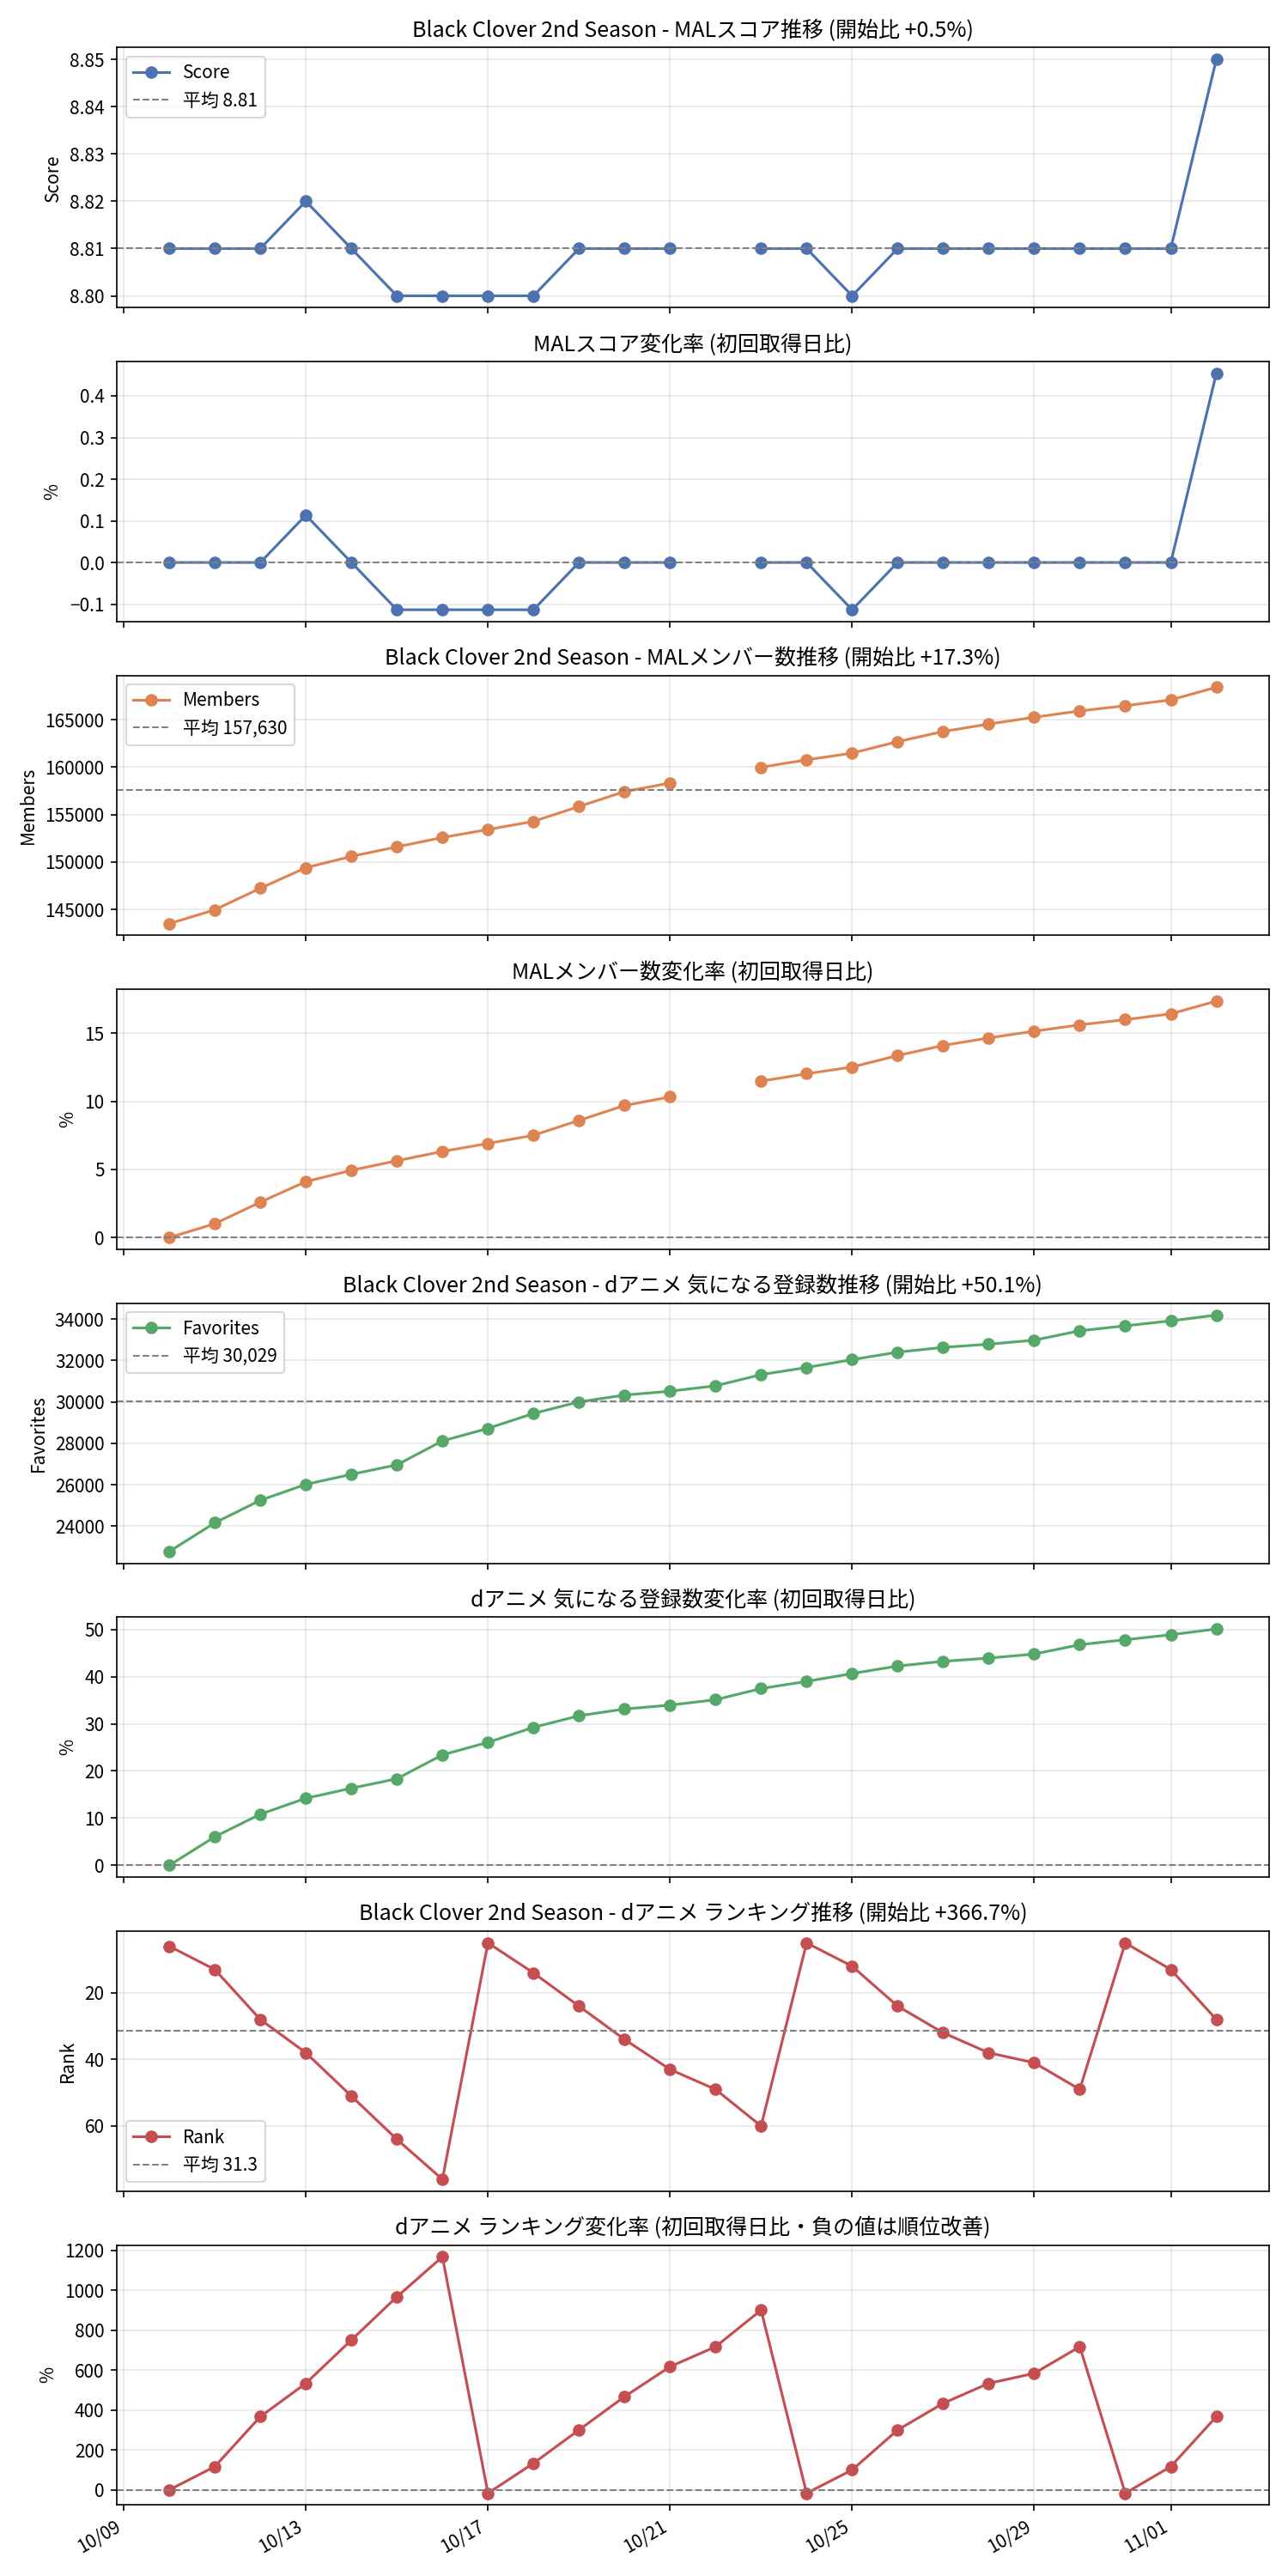 Black Clover 2nd Season - MALスコア推移 (開始比 +0.5%)
Score
平均 8.81
Score
8.85
8.84
8.83
8.82
8.81
8.80
MALスコア変化率 (初回取得日比)
%
0.4
0.3
0.2
0.1
0.0
−0.1
Black Clover 2nd Season - MALメンバー数推移 (開始比 +17.3%)
Members
平均 157,630
Members
165000
160000
155000
150000
145000
MALメンバー数変化率 (初回取得日比)
%
15
10
5
0
Black Clover 2nd Season - dアニメ 気になる登録数推移 (開始比 +50.1%)
Favorites
平均 30,029
Favorites
34000
32000
30000
28000
26000
24000
dアニメ 気になる登録数変化率 (初回取得日比)
%
50
40
30
20
10
0
Black Clover 2nd Season - dアニメ ランキング推移 (開始比 +366.7%)
Rank
20
40
60
Rank
平均 31.3
dアニメ ランキング変化率 (初回取得日比・負の値は順位改善)
%
1200
1000
800
600
400
200
0
10/09
10/13
10/17
10/21
10/25
10/29
11/01